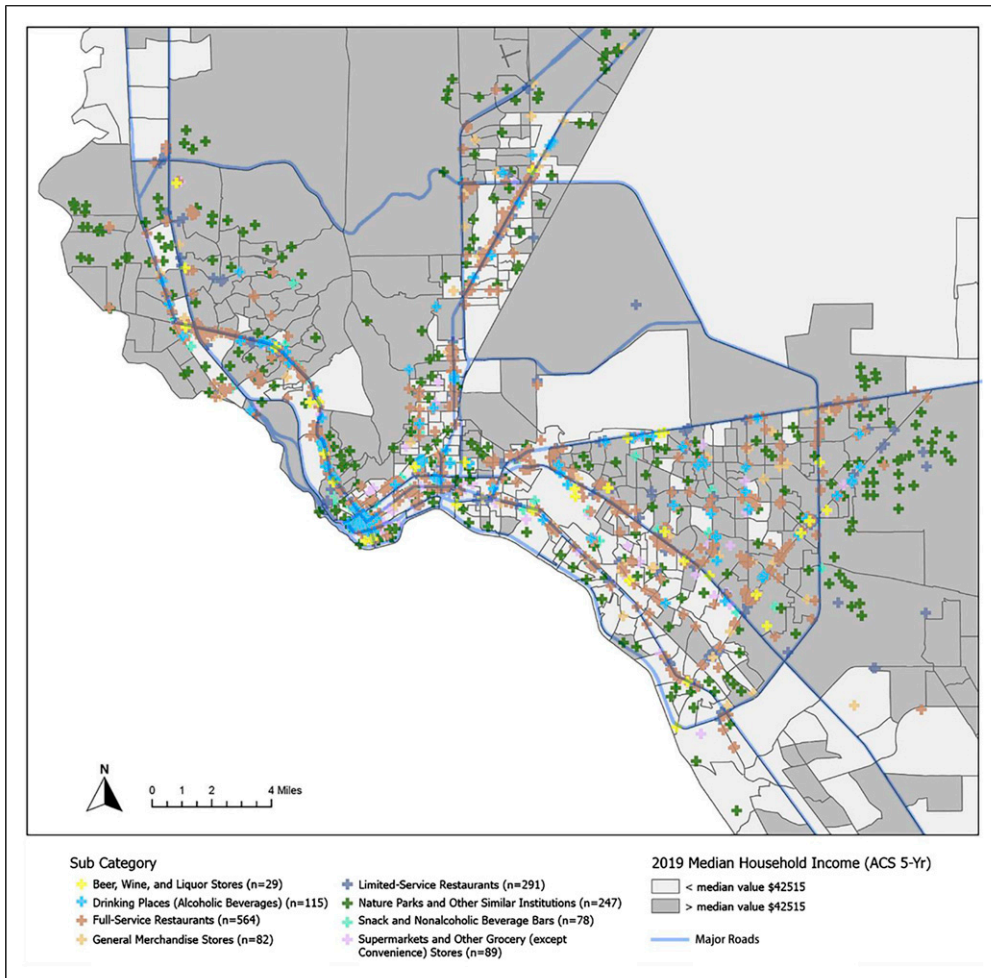 N
0 1 2 4 Miles
Sub Category
Beer, Wine, and Liquor Stores (n=29)
Drinking Places (Alcoholic Beverages) (n=115)
Full-Service Restaurants (n=564)
General Merchandise Stores (n=82)
Limited-Service Restaurants (n=291)
Nature Parks and Other Similar Institutions (n=247)
Snack and Nonalcoholic Beverage Bars (n=78)
Supermarkets and Other Grocery (except
Convenience) Stores (n=89)
2019 Median Household Income (ACS 5-Yr)
< median value $42515
> median value $42515
Major Roads